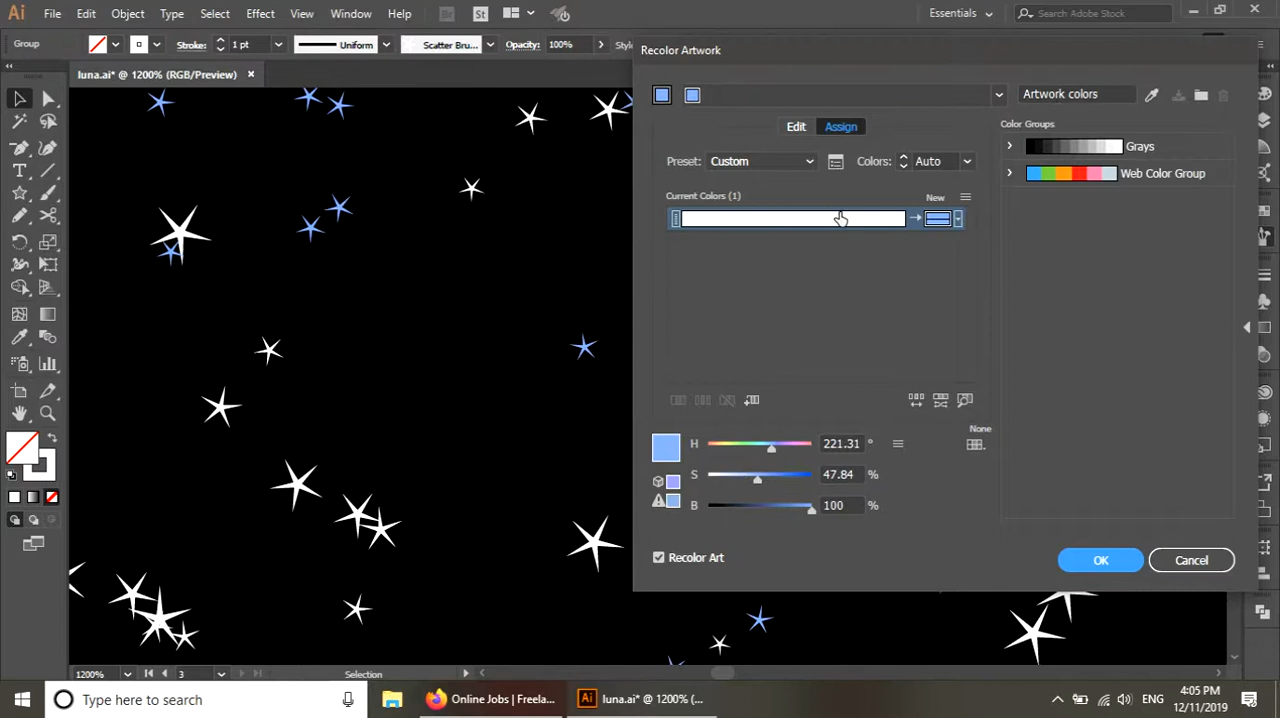 Ai File Edit Object Type Select Effect View Window Help Br St Essentials Search Adobe Stock
Group Stroke: 1 pt Uniform Scatter Bru... Opacity: 100% Styl
luna.ai* @ 1200% (RGB/Preview) ×
Recolor Artwork
Artwork colors
Edit Assign
Color Groups
Preset: Custom Colors: Auto
Grays
Web Color Group
Current Colors (1) New
None
H 221.31 °
S 47.84 %
B 100 %
Recolor Art
OK Cancel
1200% 3 Selection
Type here to search
Online Jobs | Freela...
Ai luna.ai* @ 1200% (...
ENG
4:05 PM
12/11/2019